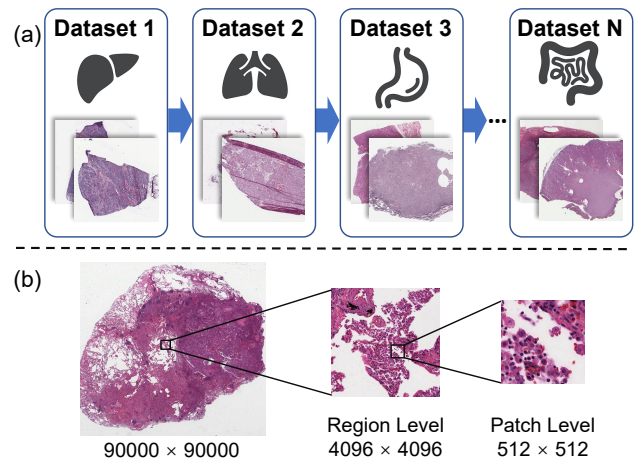 (a)
Dataset 1
Dataset 2
Dataset 3
Dataset N
...
(b)
90000 × 90000
Region Level
4096 × 4096
Patch Level
512 × 512